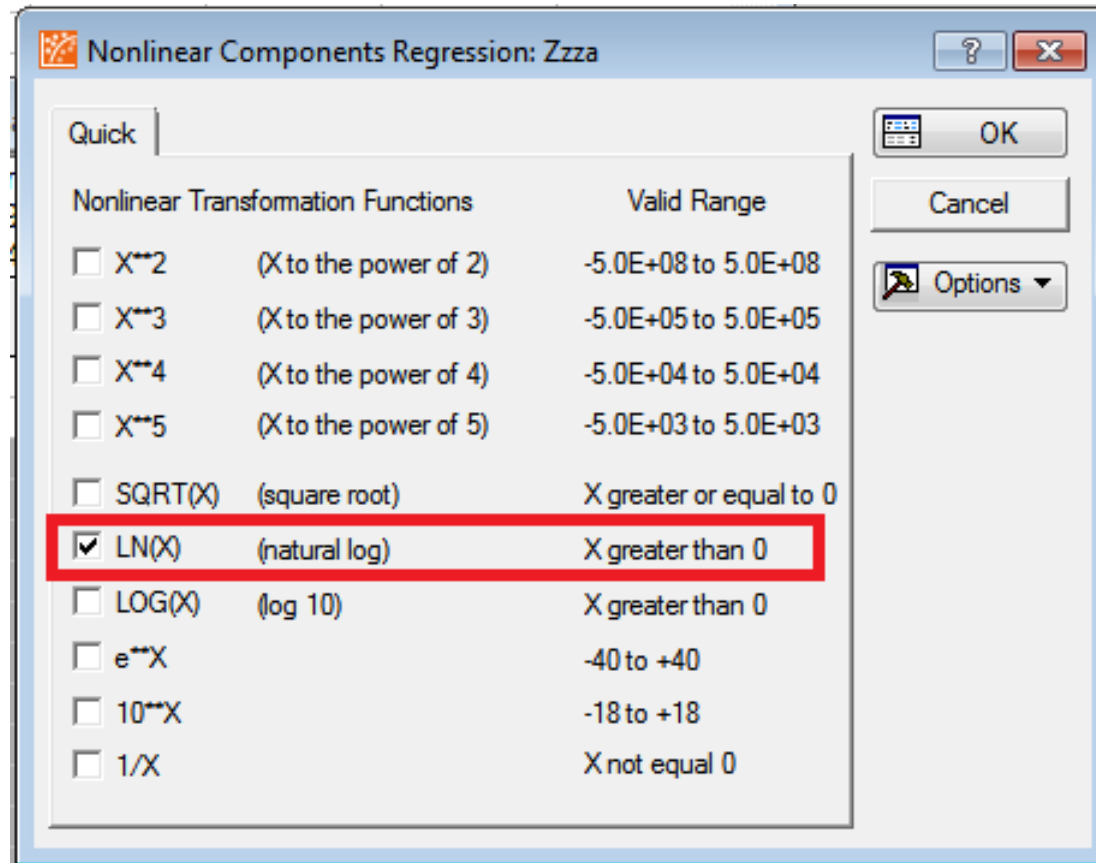 Nonlinear Components Regression: Zzza
Quick
OK
Cancel
Options
Nonlinear Transformation Functions Valid Range
X**2 (X to the power of 2) -5.0E+08 to 5.0E+08
X**3 (X to the power of 3) -5.0E+05 to 5.0E+05
X**4 (X to the power of 4) -5.0E+04 to 5.0E+04
X**5 (X to the power of 5) -5.0E+03 to 5.0E+03
SQRT(X) (square root) X greater or equal to 0
LN(X) (natural log) X greater than 0
LOG(X) (log 10) X greater than 0
e**X -40 to +40
10**X -18 to +18
1/X X not equal 0